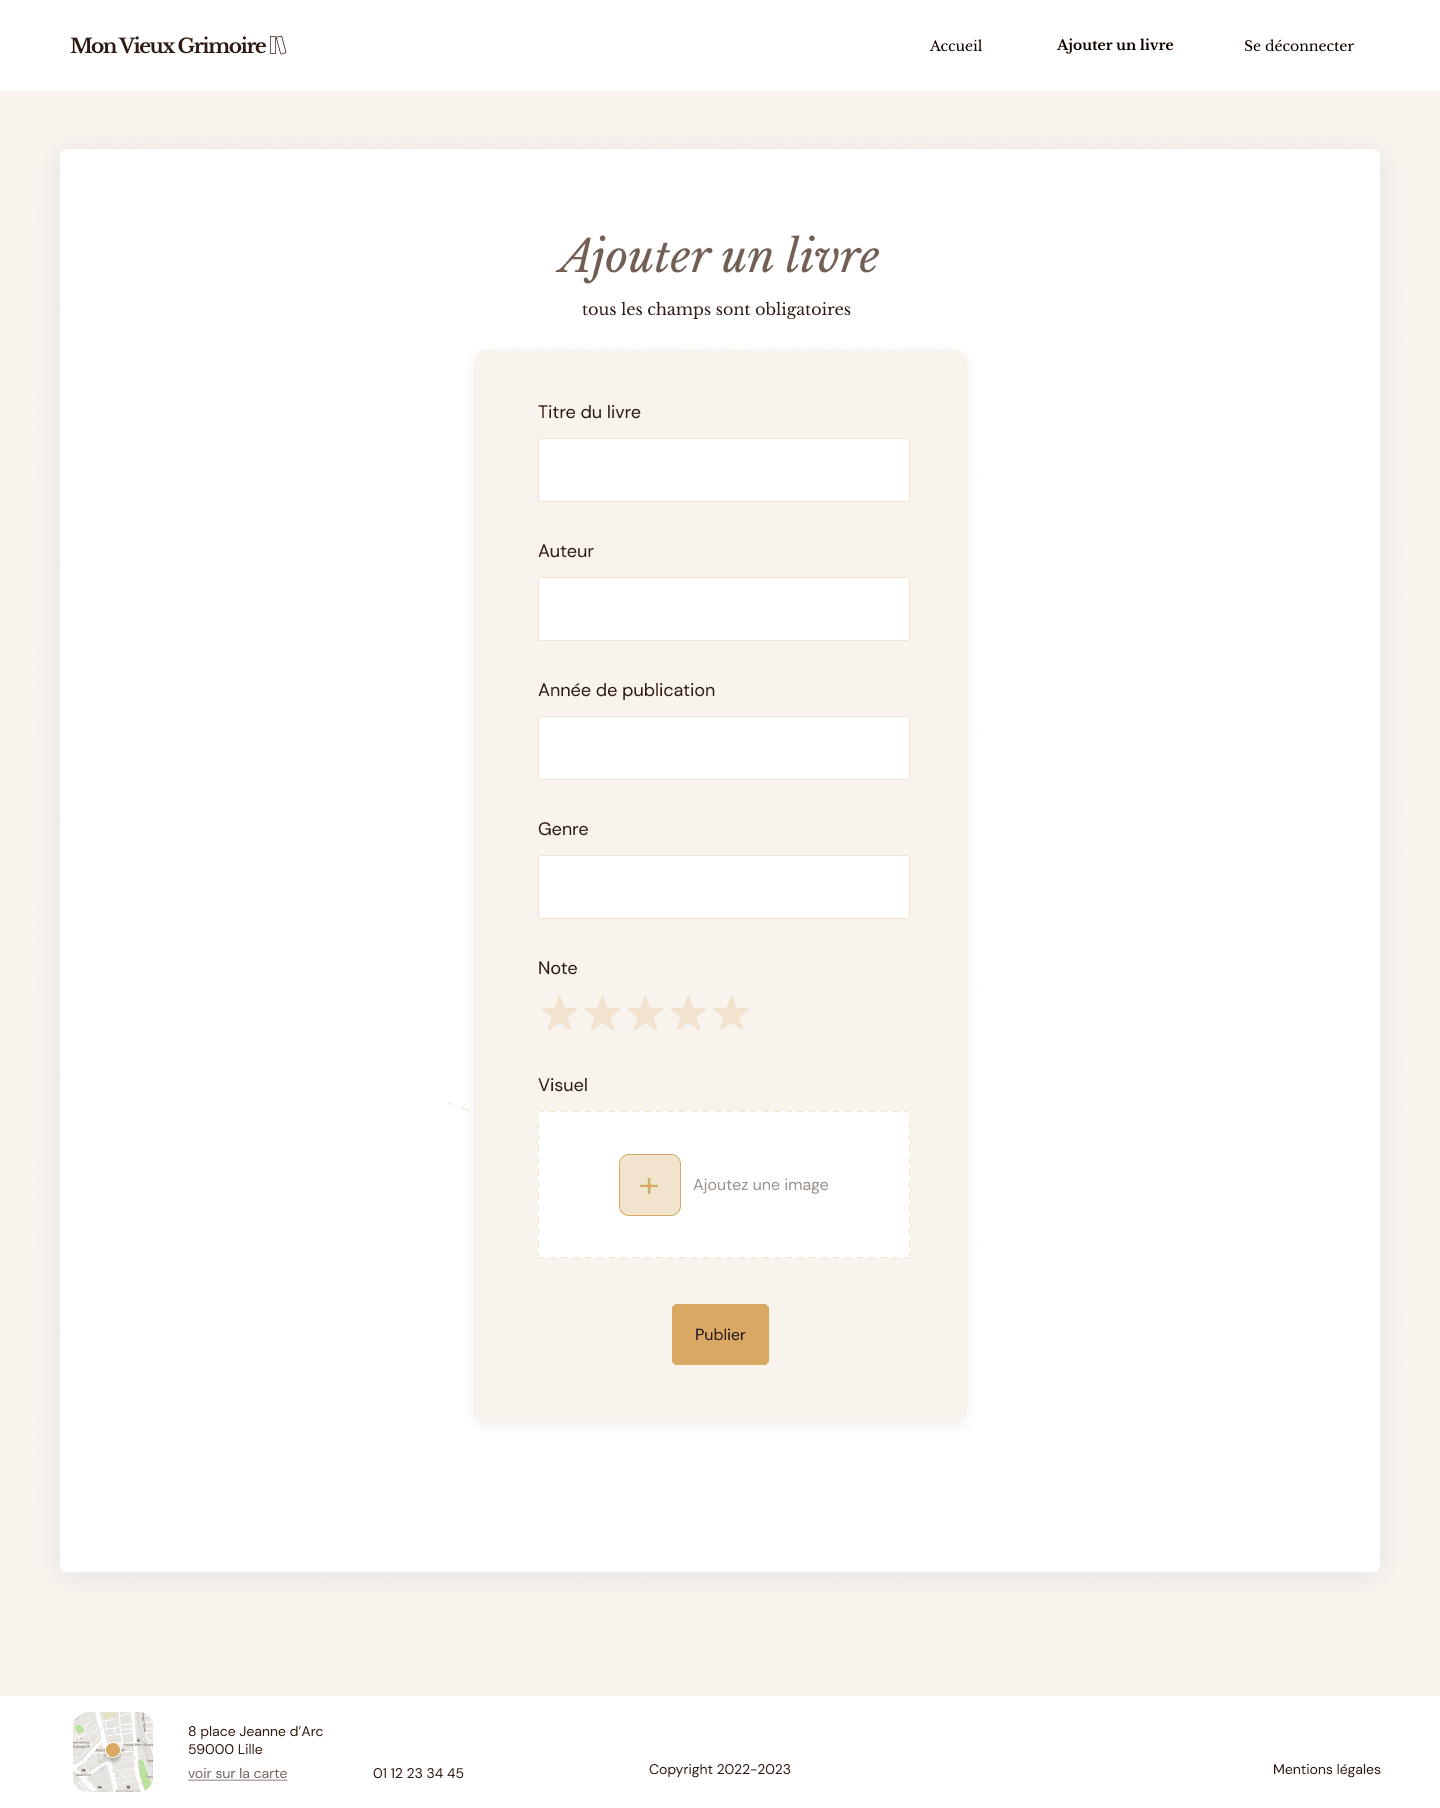 Mon Vieux Grimoire
Accueil
Ajouter un livre
Se déconnecter
Ajouter un livre
tous les champs sont obligatoires
Titre du livre
Auteur
Année de publication
Genre
Note
Visuel
+ Ajoutez une image
Publier
8 place Jeanne d’Arc
59000 Lille
voir sur la carte
01 12 23 34 45
Copyright 2022-2023
Mentions légales